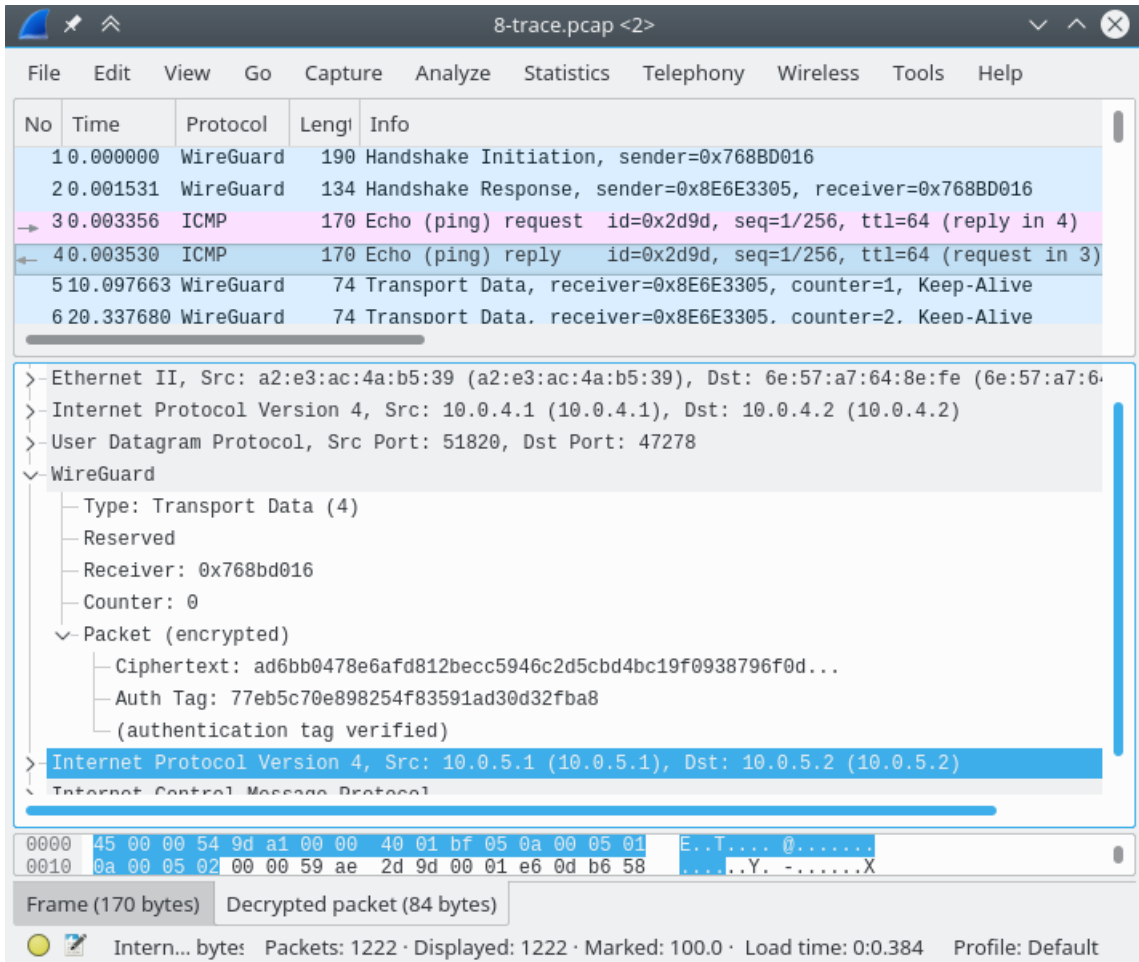 8-trace.pcap <2>
File Edit View Go Capture Analyze Statistics Telephony Wireless Tools Help
No Time Protocol Lengt Info
1 0.000000 WireGuard 190 Handshake Initiation, sender=0x768BD016
2 0.001531 WireGuard 134 Handshake Response, sender=0x8E6E3305, receiver=0x768BD016
3 0.003356 ICMP 170 Echo (ping) request id=0x2d9d, seq=1/256, ttl=64 (reply in 4)
4 0.003530 ICMP 170 Echo (ping) reply id=0x2d9d, seq=1/256, ttl=64 (request in 3)
5 10.097663 WireGuard 74 Transport Data, receiver=0x8E6E3305, counter=1, Keep-Alive
6 20.337680 WireGuard 74 Transport Data, receiver=0x8E6E3305, counter=2, Keep-Alive
Ethernet II, Src: a2:e3:ac:4a:b5:39 (a2:e3:ac:4a:b5:39), Dst: 6e:57:a7:64:8e:fe (6e:57:a7:64
Internet Protocol Version 4, Src: 10.0.4.1 (10.0.4.1), Dst: 10.0.4.2 (10.0.4.2)
User Datagram Protocol, Src Port: 51820, Dst Port: 47278
WireGuard
Type: Transport Data (4)
Reserved
Receiver: 0x768bd016
Counter: 0
Packet (encrypted)
Ciphertext: ad6bb0478e6afd812becc5946c2d5cbd4bc19f0938796f0d...
Auth Tag: 77eb5c70e898254f83591ad30d32fba8
(authentication tag verified)
Internet Protocol Version 4, Src: 10.0.5.1 (10.0.5.1), Dst: 10.0.5.2 (10.0.5.2)
Internet Control Message Protocol
0000 45 00 00 54 9d a1 00 00 40 01 bf 05 0a 00 05 01 E..T.... @.......
0010 0a 00 05 02 00 00 59 ae 2d 9d 00 01 e6 0d b6 58 ......Y. -......X
Frame (170 bytes) Decrypted packet (84 bytes)
Intern... bytes Packets: 1222 · Displayed: 1222 · Marked: 100.0 · Load time: 0:0.384 Profile: Default